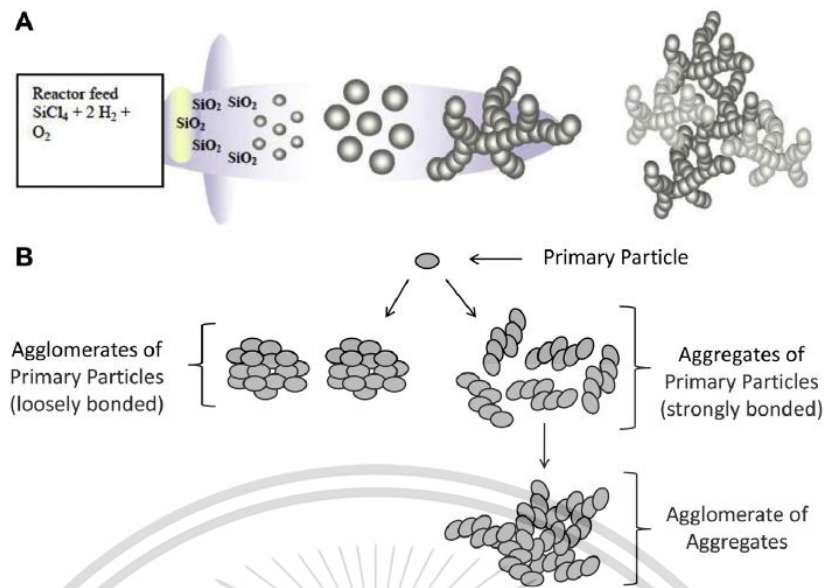 A
Reactor feed
SiCl4 + 2 H2 +
O2
SiO2 SiO2
SiO2
SiO2
SiO2
B
Primary Particle
Agglomerates of
Primary Particles
(loosely bonded)
Aggregates of
Primary Particles
(strongly bonded)
Agglomerate of
Aggregates